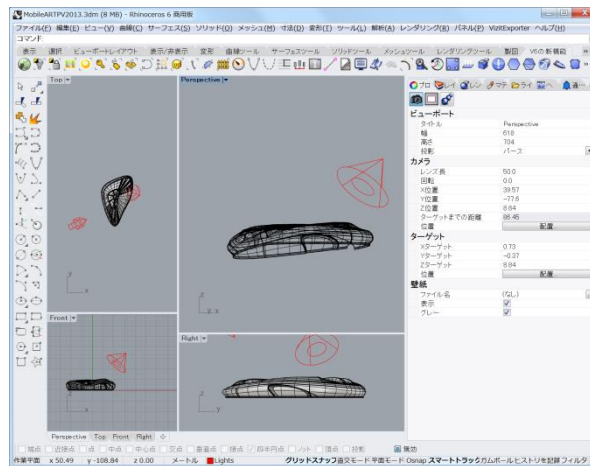 MobileARTPV2013.3dm (8 MB) - Rhinoceros 6 商用版
ファイル(F) 編集(E) ビュー(V) 曲線(C) サーフェス(S) ソリッド(O) メッシュ(M) 寸法(D) 変形(T) ツール(L) 解析(A) レンダリング(R) パネル(P) VizitExporter ヘルプ(H)
コマンド:
表示 選択 ビューポートレイアウト 表示/非表示 変形 曲線ツール サーフェスツール ソリッドツール メッシュツール レンダリングツール 製図 V6の新機能
Top
Perspective
プロ レイ レン マテ ライ
ビューポート
タイトル Perspective
幅 618
高さ 704
投影 パース
カメラ
レンズ長 50.0
回転 0.0
X位置 39.57
Y位置 -77.6
Z位置 8.84
ターゲットまでの距離 86.45
位置 配置...
ターゲット
Xターゲット 0.73
Yターゲット -0.37
Zターゲット 8.84
位置 配置...
壁紙
ファイル名 (なし)
表示
グレー
y
x
z
y x
Front
Right
z
x
z
y
Perspective Top Front Right
端点 近接点 点 中点 中心点 交点 垂直点 接点 四半円点 ノット 頂点 投影 無効
作業平面 x 50.49 y -108.84 z 0.00 メートル Lights グリッドスナップ 直交モード 平面モード Osnap スマートトラック ガムボール ヒストリを記録 フィルタ